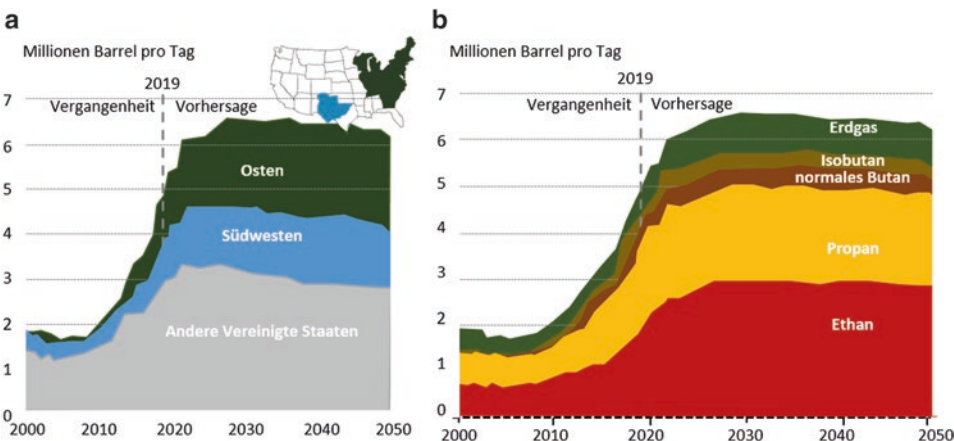 a
Millionen Barrel pro Tag
2019
Vergangenheit
Vorhersage
7
6
5
4
3
2
1
0
Osten
Südwesten
Andere Vereinigte Staaten
2000
2010
2020
2030
2040
2050
b
Millionen Barrel pro Tag
2019
Vergangenheit
Vorhersage
7
6
5
4
3
2
1
0
Erdgas
Isobutan
normales Butan
Propan
Ethan
2000
2010
2020
2030
2040
2050